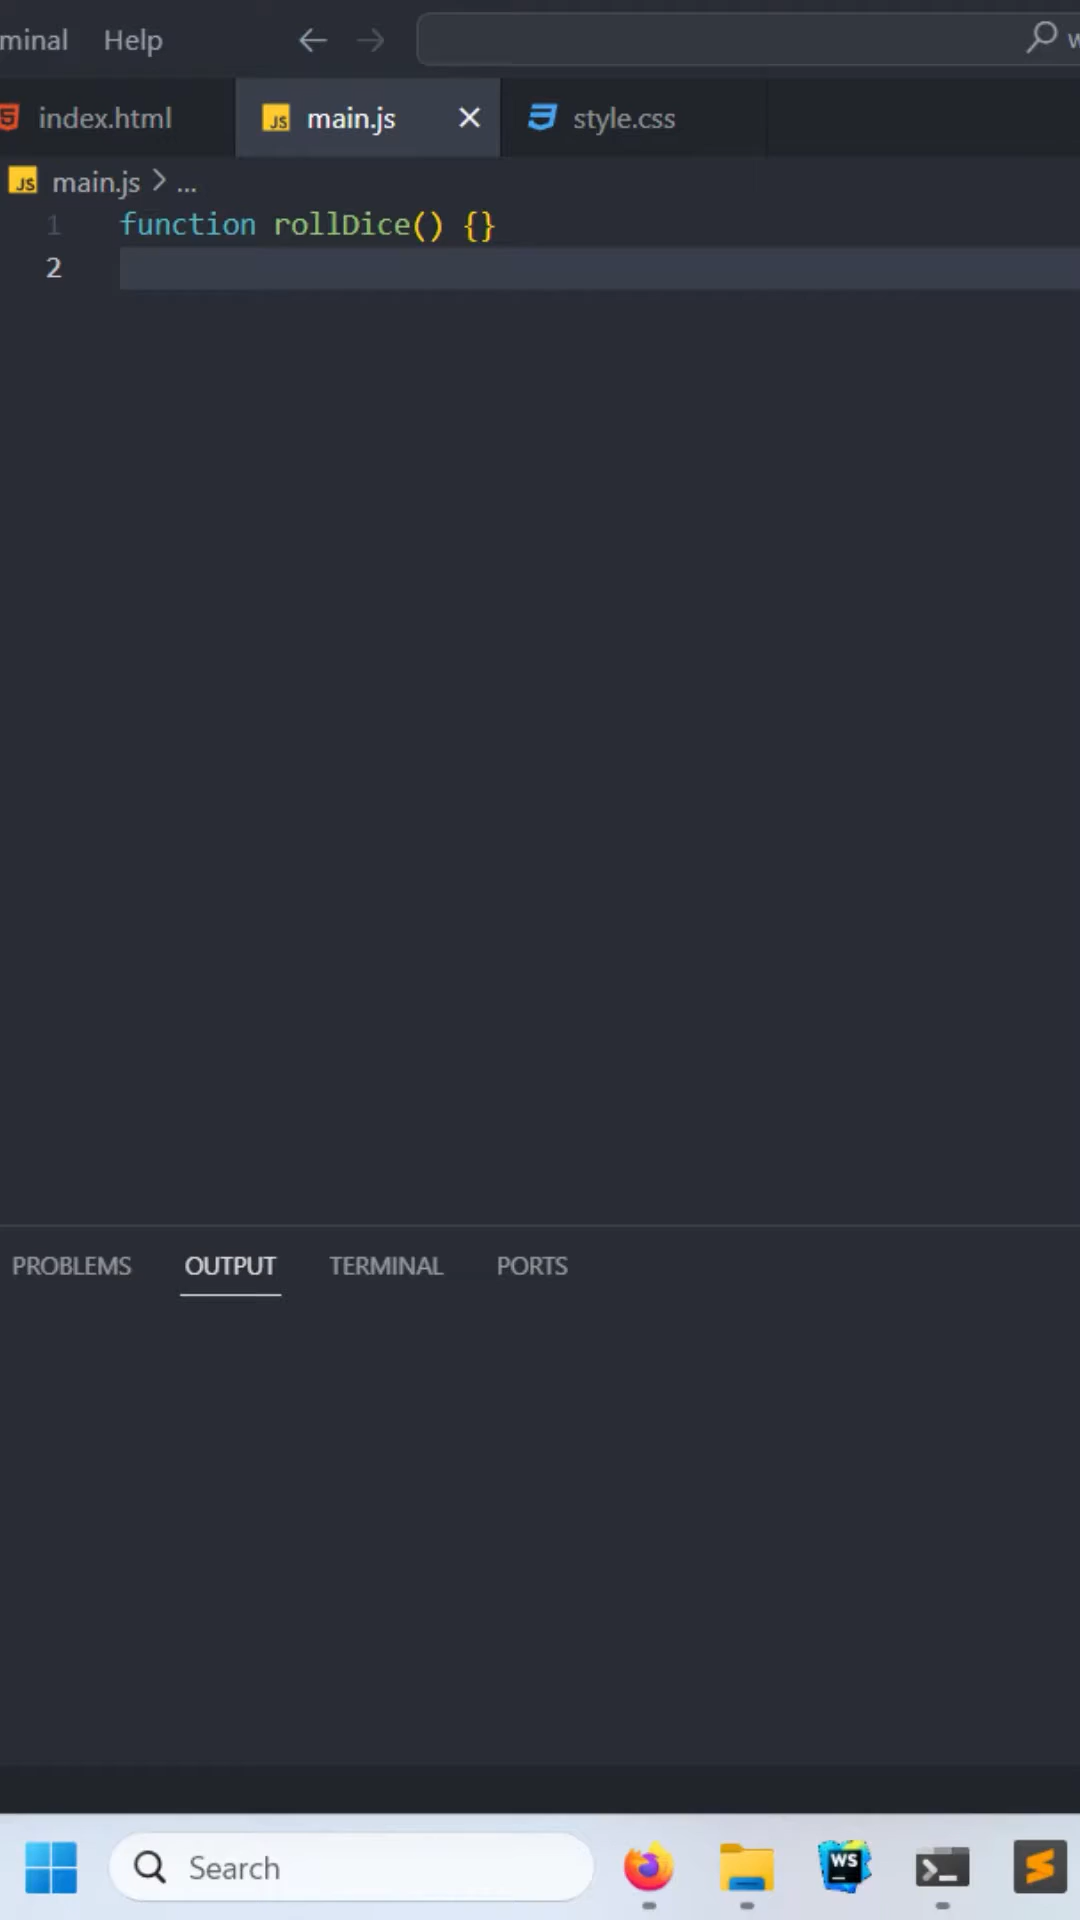 minal Help
index.html main.js style.css
main.js > ...
1 function rollDice() {}
2
PROBLEMS OUTPUT TERMINAL PORTS
Search